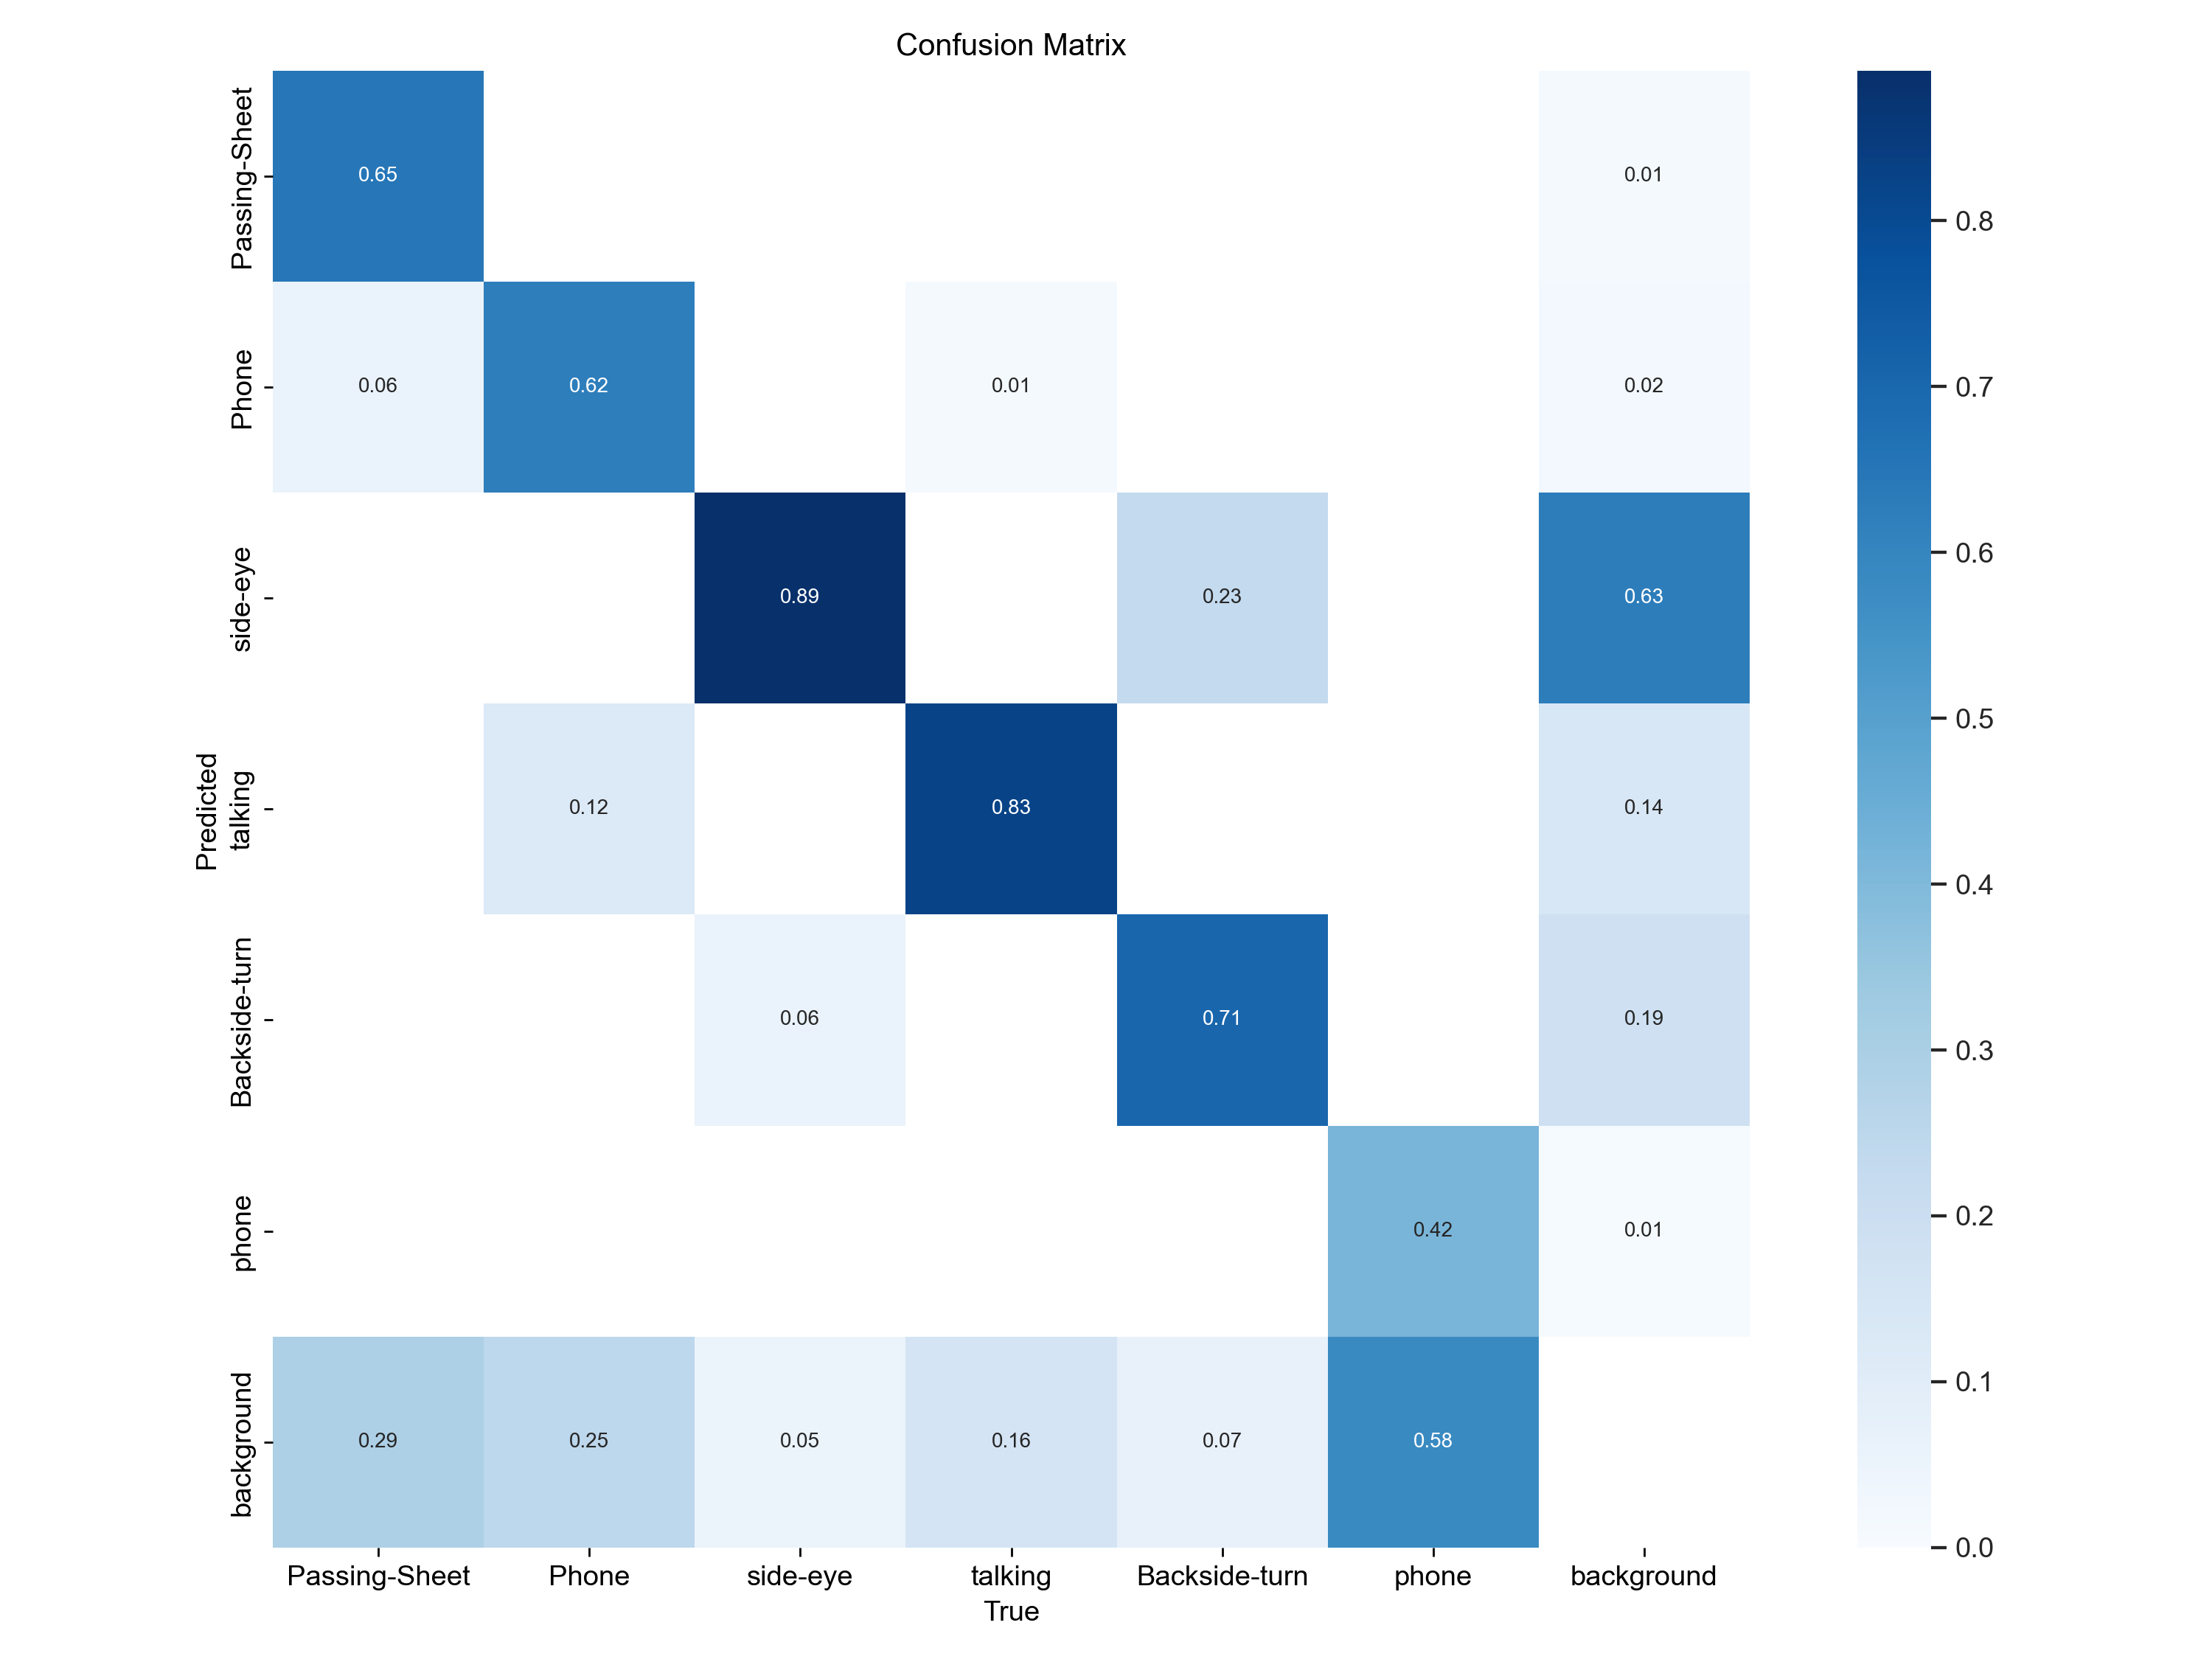 Confusion Matrix
Passing-Sheet
0.65
0.01
Phone
0.06
0.62
0.01
0.02
side-eye
0.89
0.23
0.63
Predicted
talking
0.12
0.83
0.14
Backside-turn
0.06
0.71
0.19
phone
0.42
0.01
background
0.29
0.25
0.05
0.16
0.07
0.58
Passing-Sheet
Phone
side-eye
talking
Backside-turn
phone
background
True
0.8
0.7
0.6
0.5
0.4
0.3
0.2
0.1
0.0